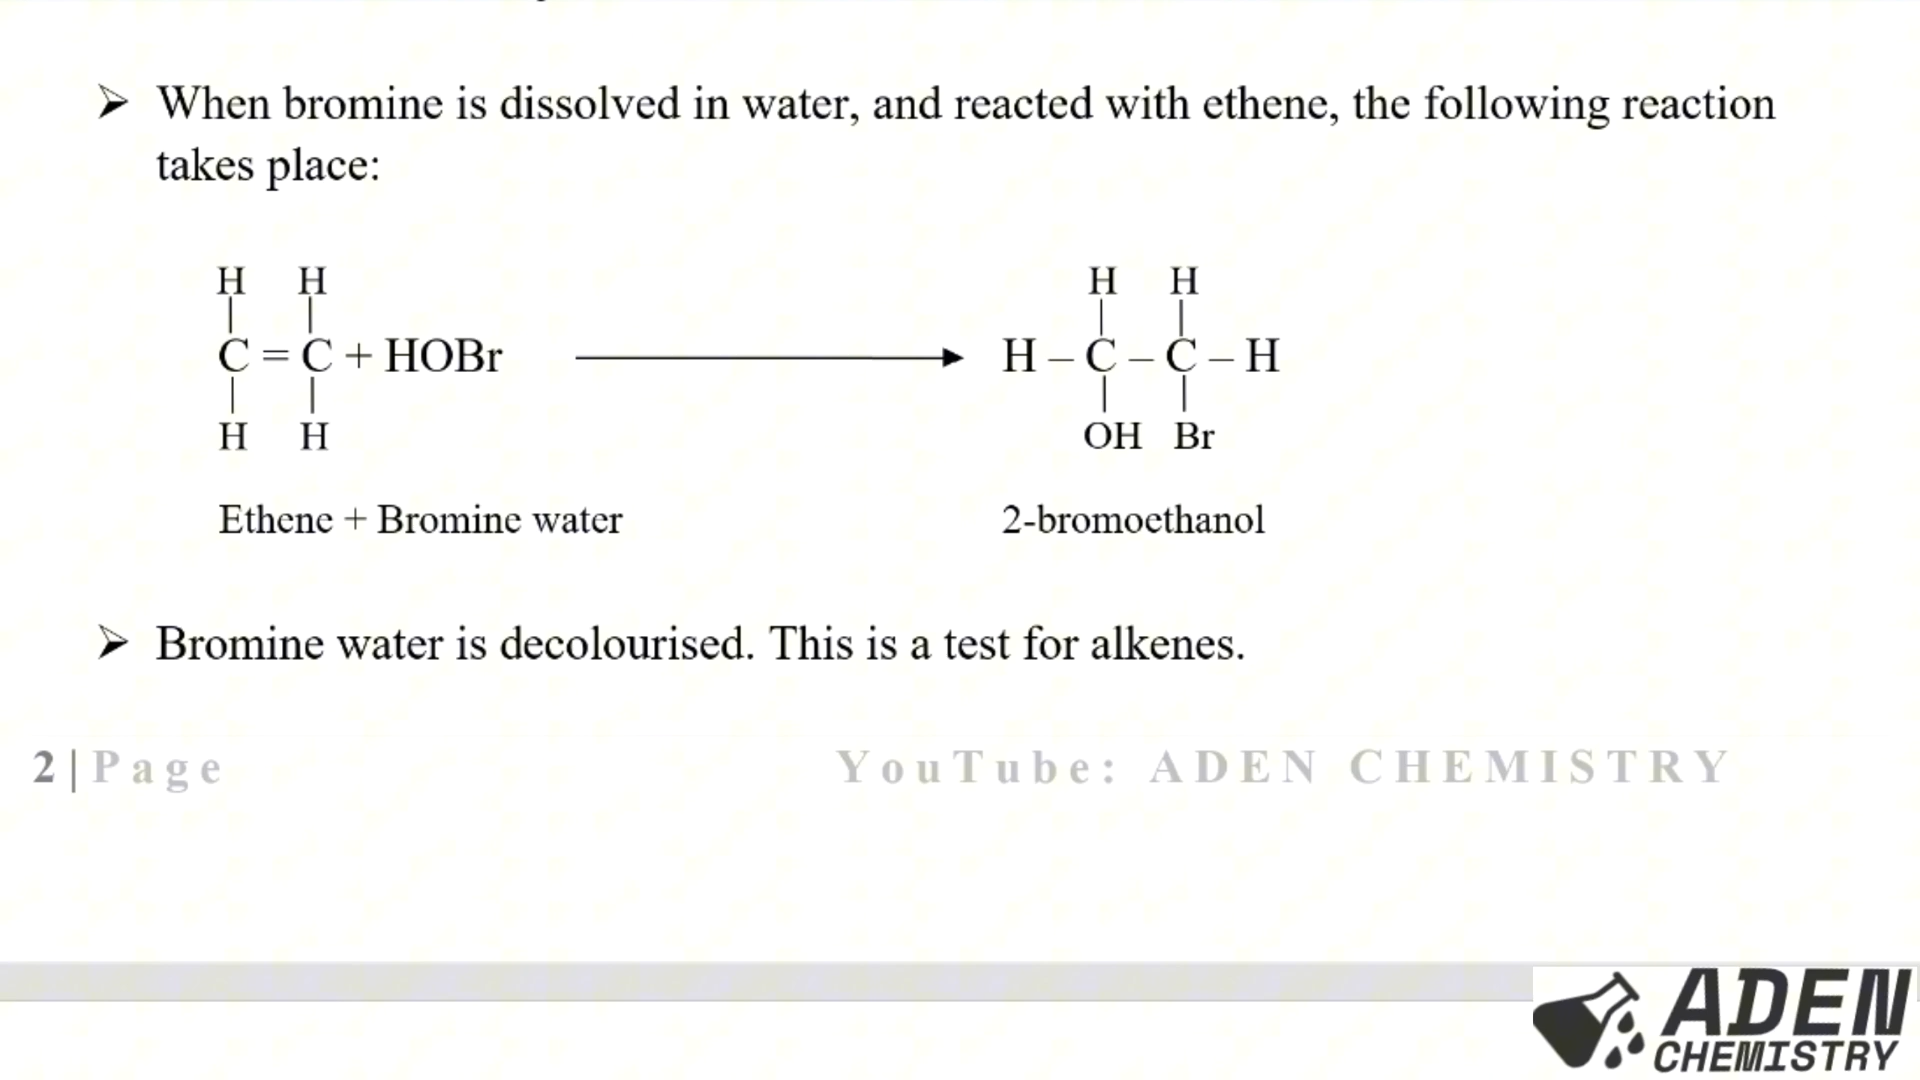 ➢ When bromine is dissolved in water, and reacted with ethene, the following reaction
takes place:
H H
| |
C = C + HOBr
| |
H H
H H
| |
H – C – C – H
| |
OH Br
Ethene + Bromine water
2-bromoethanol
➢ Bromine water is decolourised. This is a test for alkenes.
2 | Page
YouTube: ADEN CHEMISTRY
ADEN
CHEMISTRY